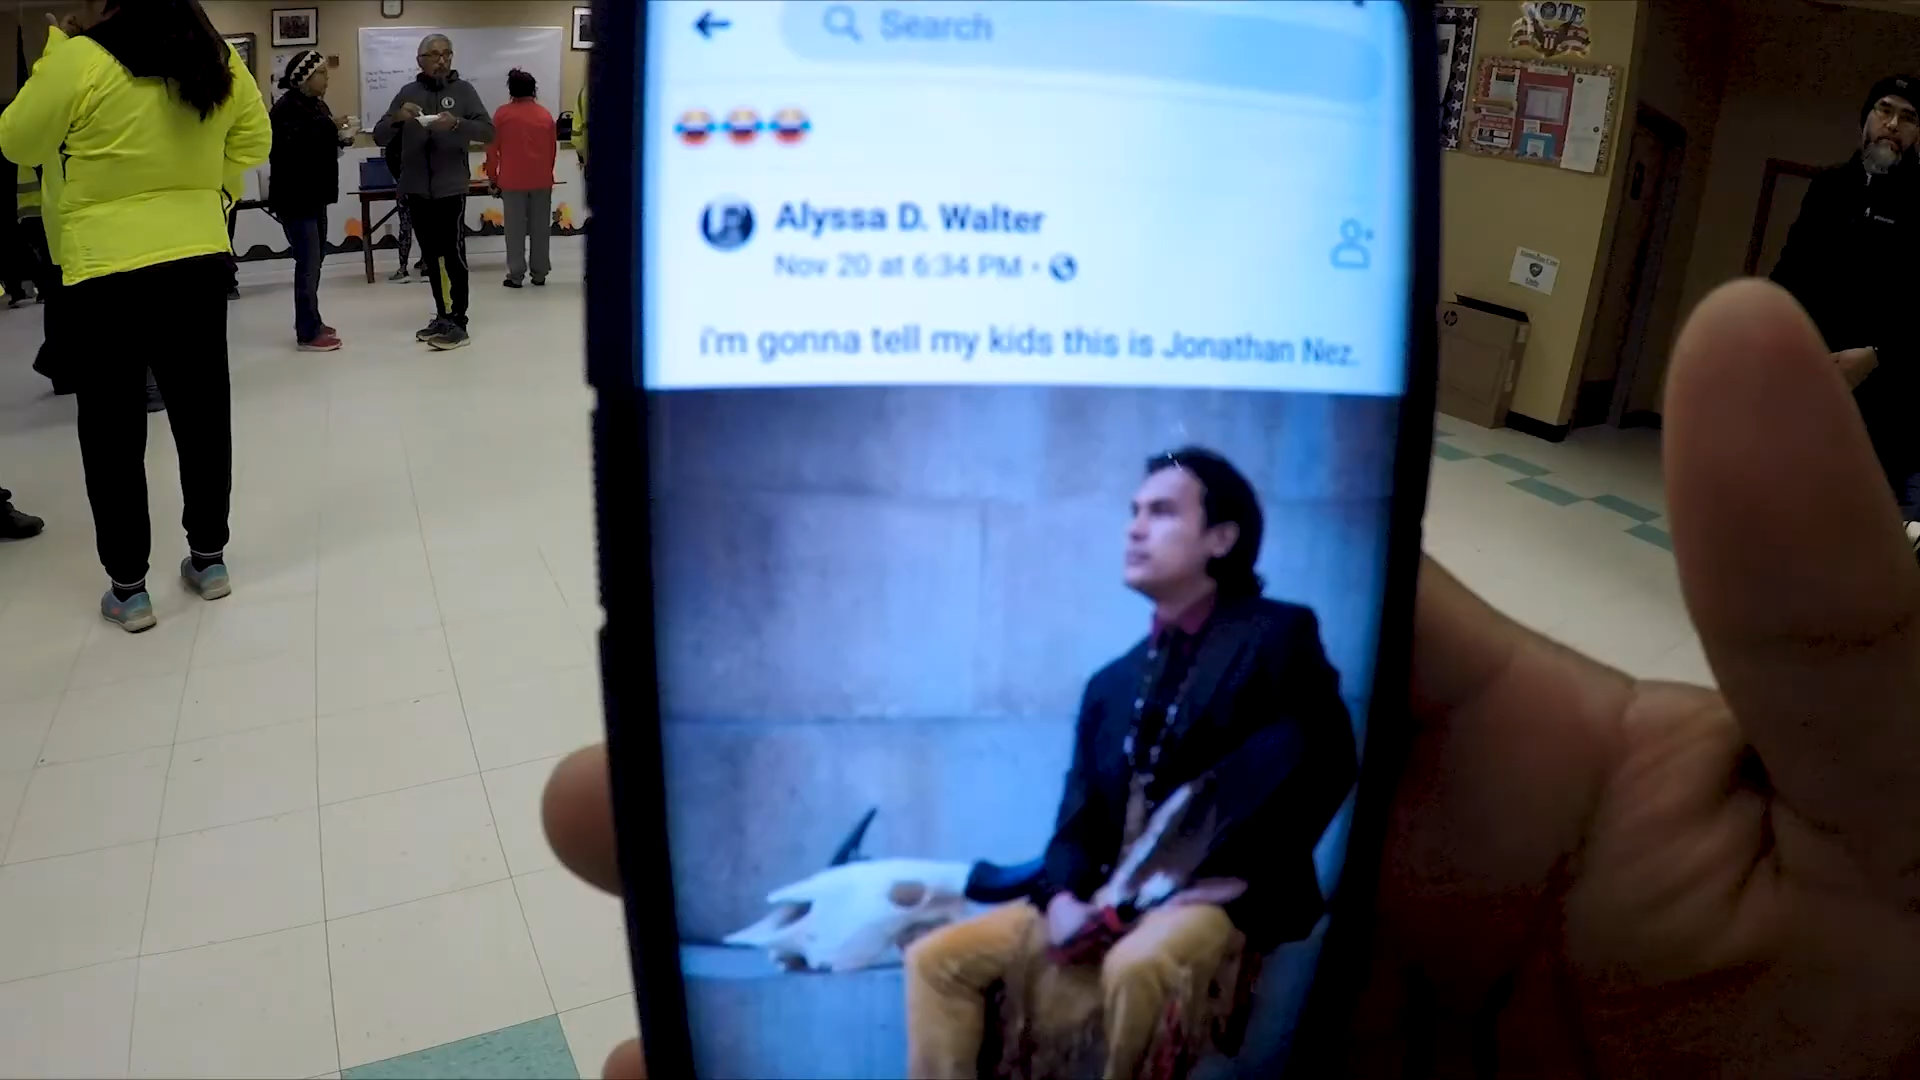 Search
Alyssa D. Walter
Nov 20 at 6:34 PM ·
i'm gonna tell my kids this is Jonathan Nez.
VOTE